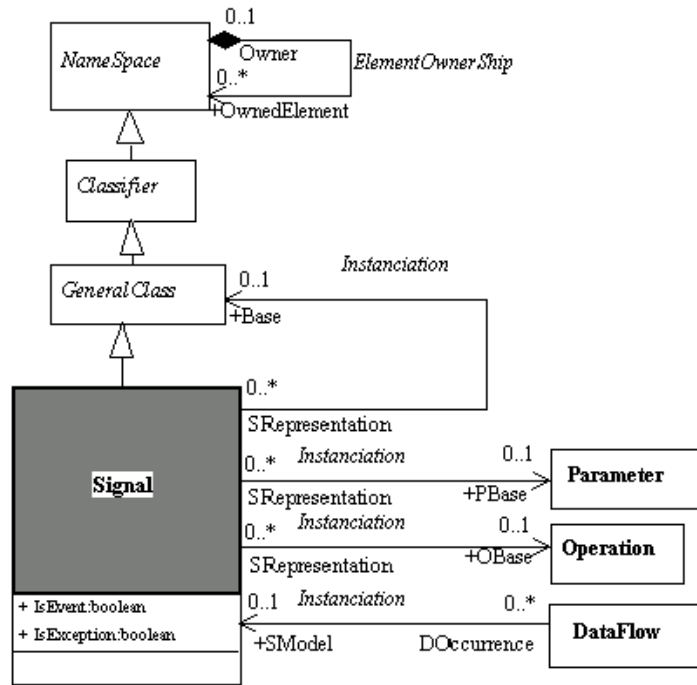 0..1
NameSpace
Owner
ElementOwnerShip
0..*
+OwnedElement
Classifier
GeneralClass
0..1
Instanciation
+Base
0..*
SRepresentation
0..*
Instanciation
0..1
Signal
SRepresentation
+PBase
Parameter
0..*
Instanciation
0..1
SRepresentation
+OBase
Operation
+ IsEvent:boolean
0..1
Instanciation
0..*
+ IsException:boolean
+SModel
DOccurrence
DataFlow